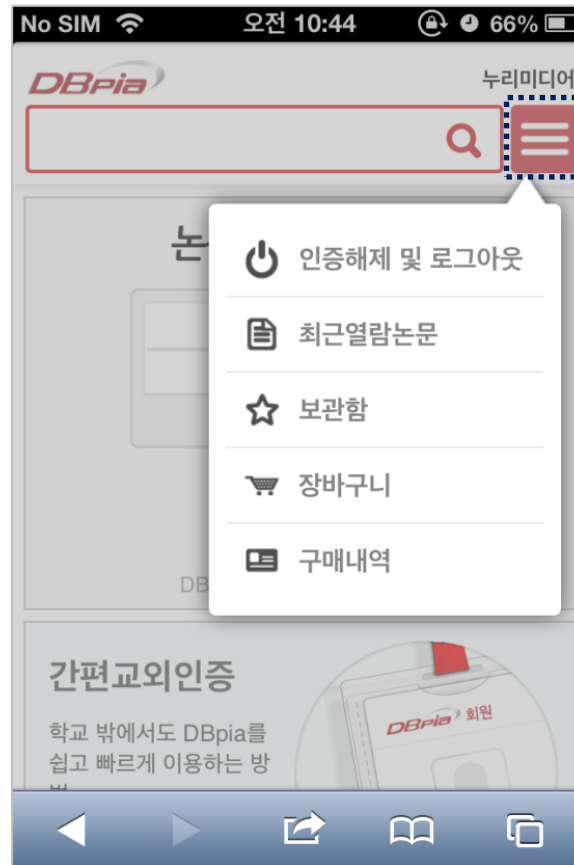 No SIM 오전 10:44 66%
DBpia 누리미디어
논
인증해제 및 로그아웃
최근열람논문
보관함
장바구니
구매내역
DB
간편교외인증
학교 밖에서도 DBpia를
쉽고 빠르게 이용하는 방
DBpia 회원